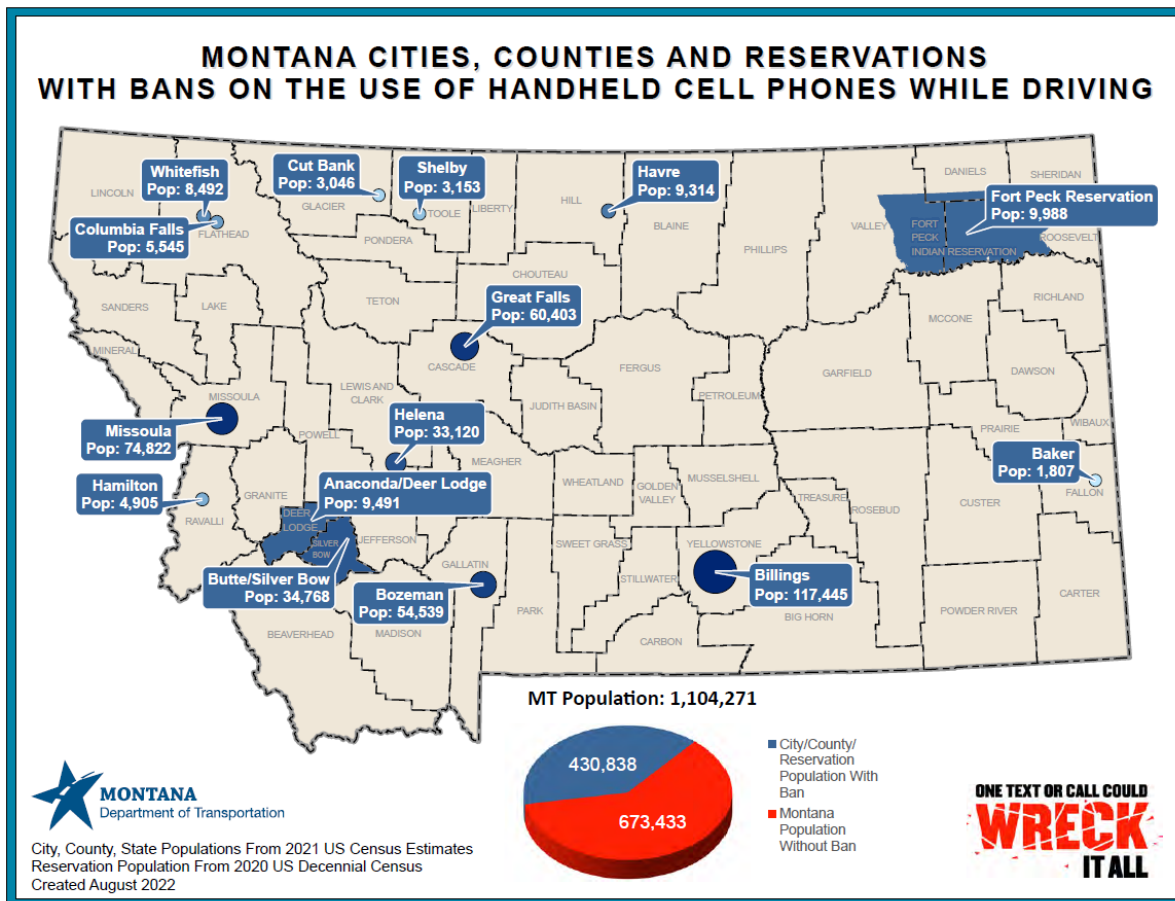 MONTANA CITIES, COUNTIES AND RESERVATIONS
WITH BANS ON THE USE OF HANDHELD CELL PHONES WHILE DRIVING
Whitefish
Pop: 8,492
Cut Bank
Pop: 3,046
Shelby
Pop: 3,153
Havre
Pop: 9,314
Fort Peck Reservation
Pop: 9,988
Columbia Falls
Pop: 5,545
Great Falls
Pop: 60,403
Missoula
Pop: 74,822
Helena
Pop: 33,120
Hamilton
Pop: 4,905
Anaconda/Deer Lodge
Pop: 9,491
Butte/Silver Bow
Pop: 34,768
Bozeman
Pop: 54,539
Billings
Pop: 117,445
Baker
Pop: 1,807
LINCOLN
FLATHEAD
GLACIER
TOOLE
LIBERTY
HILL
BLAINE
PHILLIPS
VALLEY
DANIELS
SHERIDAN
ROOSEVELT
FORT
PECK
INDIAN RESERVATION
PONDERA
CHOUTEAU
TETON
SANDERS
LAKE
MINERAL
MISSOULA
CASCADE
LEWIS AND
CLARK
POWELL
JUDITH BASIN
FERGUS
PETROLEUM
GARFIELD
MCCONE
RICHLAND
DAWSON
WIBAUX
PRAIRIE
FALLON
CUSTER
ROSEBUD
TREASURE
MUSSELSHELL
GOLDEN
VALLEY
WHEATLAND
MEAGHER
GRANITE
RAVALLI
DEER
LODGE
SILVER
BOW
JEFFERSON
GALLATIN
SWEET GRASS
STILLWATER
YELLOWSTONE
BIG HORN
POWDER RIVER
CARTER
CARBON
PARK
MADISON
BEAVERHEAD
MT Population: 1,104,271
430,838
673,433
City/County/
Reservation
Population With
Ban
Montana
Population
Without Ban
MONTANA
Department of Transportation
City, County, State Populations From 2021 US Census Estimates
Reservation Population From 2020 US Decennial Census
Created August 2022
ONE TEXT OR CALL COULD
WRECK
IT ALL